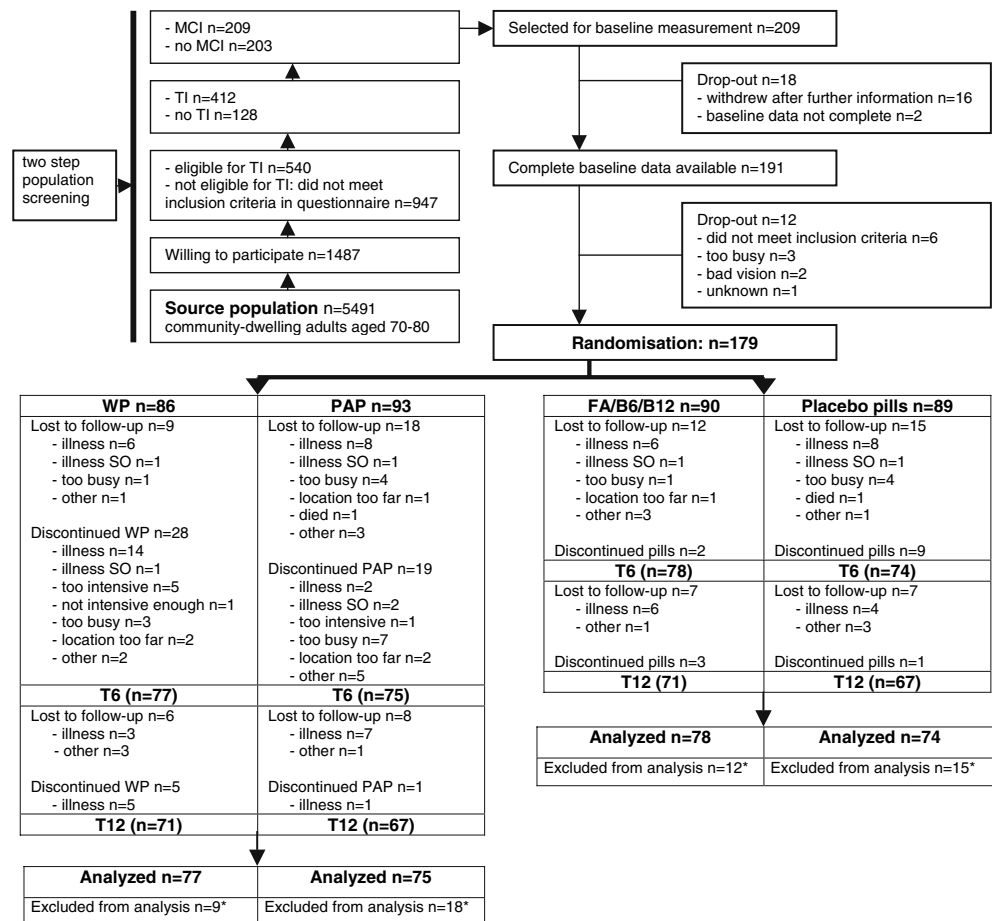 two step
population
screening
- MCI n=209
- no MCI n=203
- TI n=412
- no TI n=128
- eligible for TI n=540
- not eligible for TI: did not meet
inclusion criteria in questionnaire n=947
Willing to participate n=1487
Source population n=5491
community-dwelling adults aged 70-80
Selected for baseline measurement n=209
Drop-out n=18
- withdrew after further information n=16
- baseline data not complete n=2
Complete baseline data available n=191
Drop-out n=12
- did not meet inclusion criteria n=6
- too busy n=3
- bad vision n=2
- unknown n=1
Randomisation: n=179
WP n=86
Lost to follow-up n=9
- illness n=6
- illness SO n=1
- too busy n=1
- other n=1
Discontinued WP n=28
- illness n=14
- illness SO n=1
- too intensive n=5
- not intensive enough n=1
- too busy n=3
- location too far n=2
- other n=2
T6 (n=77)
Lost to follow-up n=6
- illness n=3
- other n=3
Discontinued WP n=5
- illness n=5
T12 (n=71)
Analyzed n=77
Excluded from analysis n=9*
PAP n=93
Lost to follow-up n=18
- illness n=8
- illness SO n=1
- too busy n=4
- location too far n=1
- died n=1
- other n=3
Discontinued PAP n=19
- illness n=2
- illness SO n=2
- too intensive n=1
- too busy n=7
- location too far n=2
- other n=5
T6 (n=75)
Lost to follow-up n=8
- illness n=7
- other n=1
Discontinued PAP n=1
- illness n=1
T12 (n=67)
Analyzed n=75
Excluded from analysis n=18*
FA/B6/B12 n=90
Lost to follow-up n=12
- illness n=6
- illness SO n=1
- too busy n=1
- location too far n=1
- other n=3
Discontinued pills n=2
T6 (n=78)
Lost to follow-up n=7
- illness n=6
- other n=1
Discontinued pills n=3
T12 (71)
Analyzed n=78
Excluded from analysis n=12*
Placebo pills n=89
Lost to follow-up n=15
- illness n=8
- illness SO n=1
- too busy n=4
- died n=1
- other n=1
Discontinued pills n=9
T6 (n=74)
Lost to follow-up n=7
- illness n=4
- other n=3
Discontinued pills n=1
T12 (n=67)
Analyzed n=74
Excluded from analysis n=15*